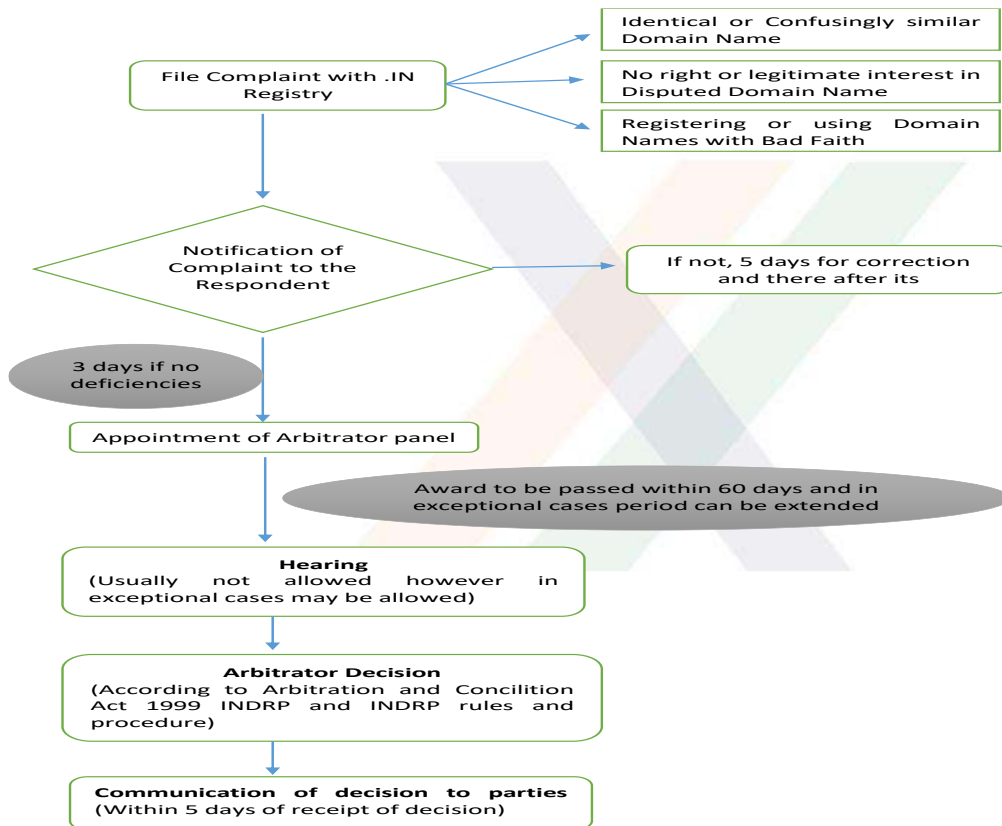 Identical or Confusingly similar
Domain Name
File Complaint with .IN
Registry
No right or legitimate interest in
Disputed Domain Name
Registering or using Domain
Names with Bad Faith
Notification of
Complaint to the
Respondent
If not, 5 days for correction
and there after its
3 days if no
deficiencies
Appointment of Arbitrator panel
Award to be passed within 60 days and in
exceptional cases period can be extended
Hearing
(Usually not allowed however in
exceptional cases may be allowed)
Arbitrator Decision
(According to Arbitration and Concilition
Act 1999 INDRP and INDRP rules and
procedure)
Communication of decision to parties
(Within 5 days of receipt of decision)